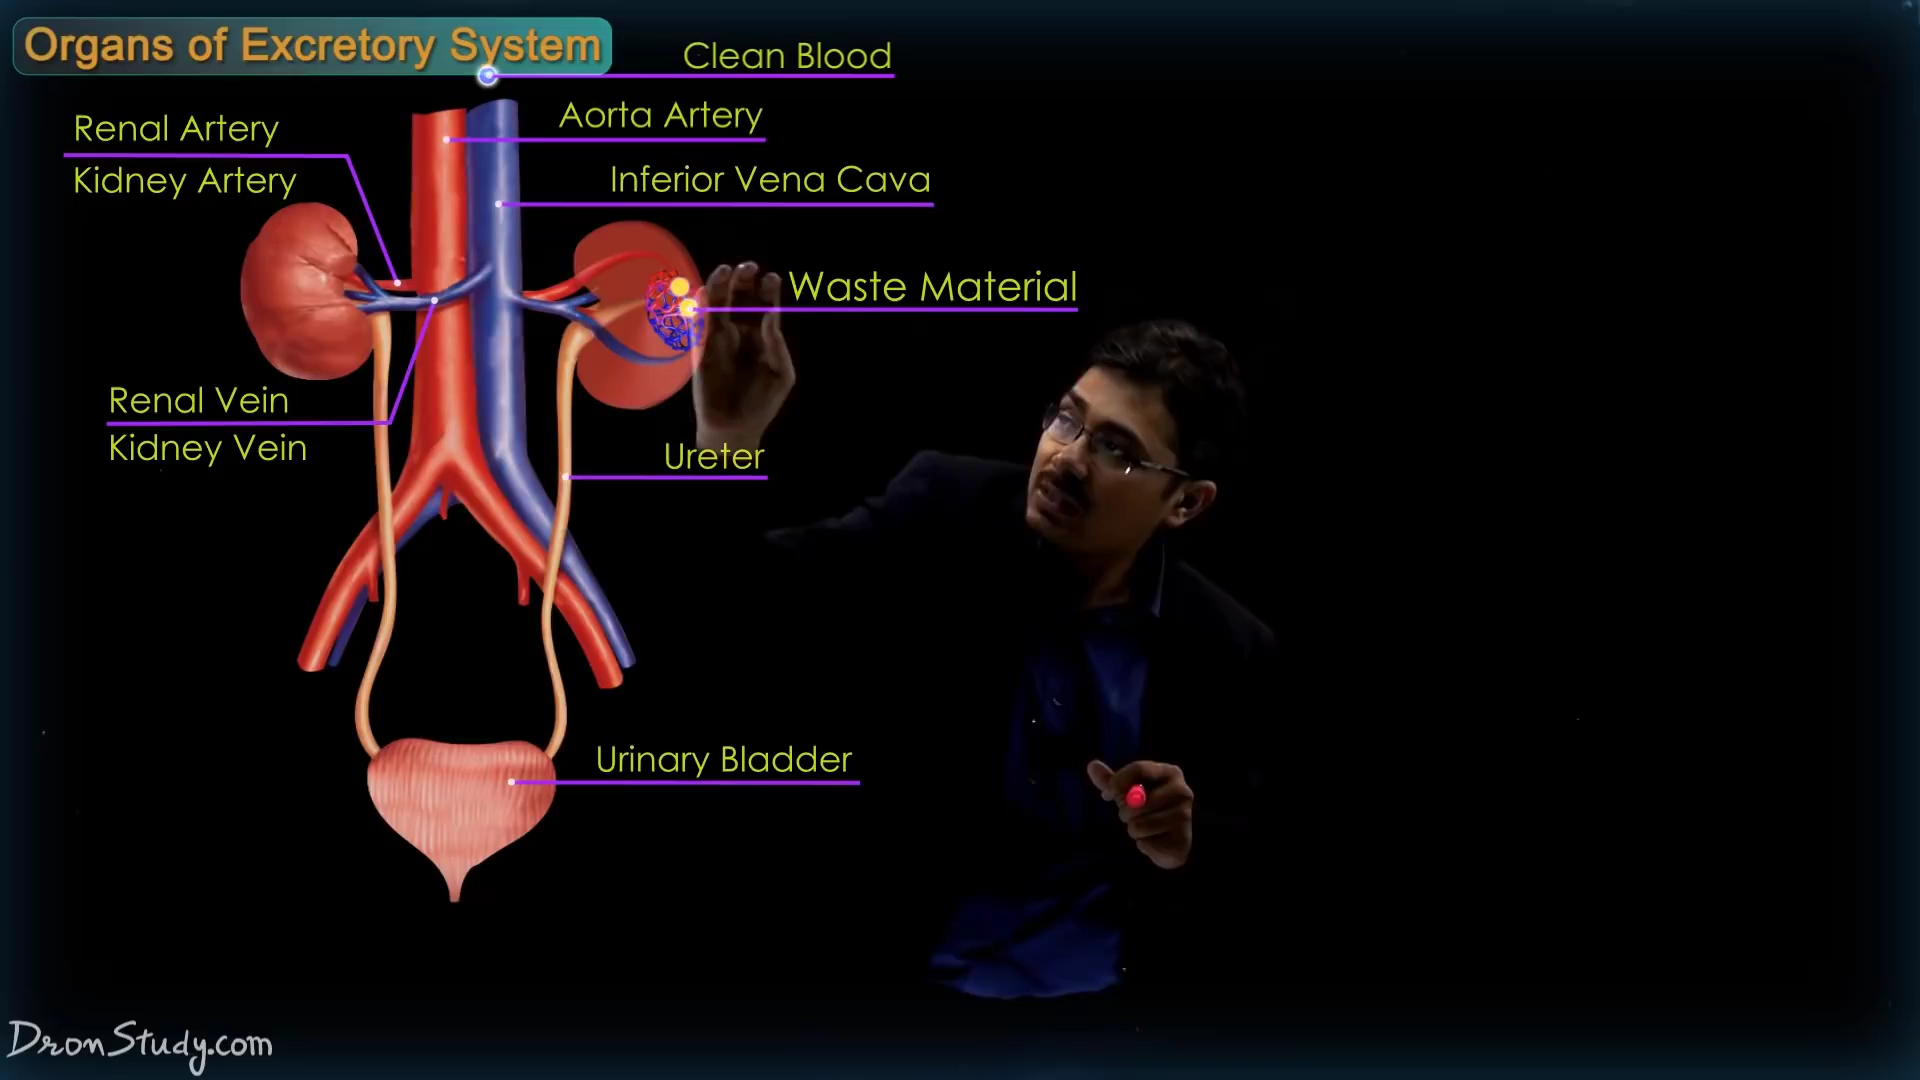 Organs of Excretory System
Clean Blood
Aorta Artery
Renal Artery
Kidney Artery
Inferior Vena Cava
Waste Material
Renal Vein
Kidney Vein
Ureter
Urinary Bladder
DronStudy.com